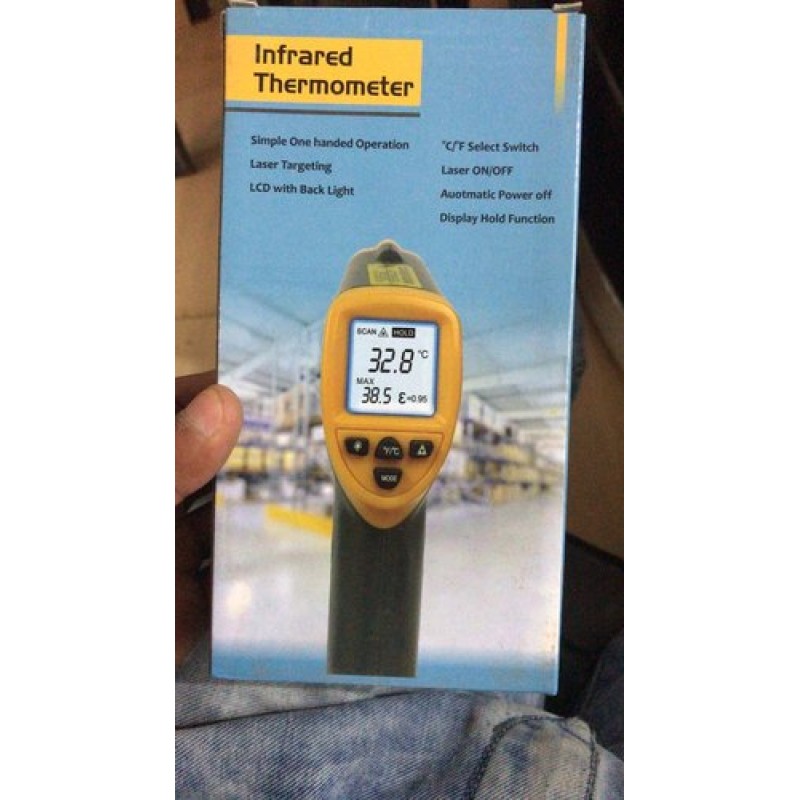 Infrared
Thermometer
Simple One handed Operation
Laser Targeting
LCD with Back Light
°C/°F Select Switch
Laser ON/OFF
Auotmatic Power off
Display Hold Function
SCAN HOLD
32.8 °C
MAX
38.5 ε=0.95
°F/°C
MODE